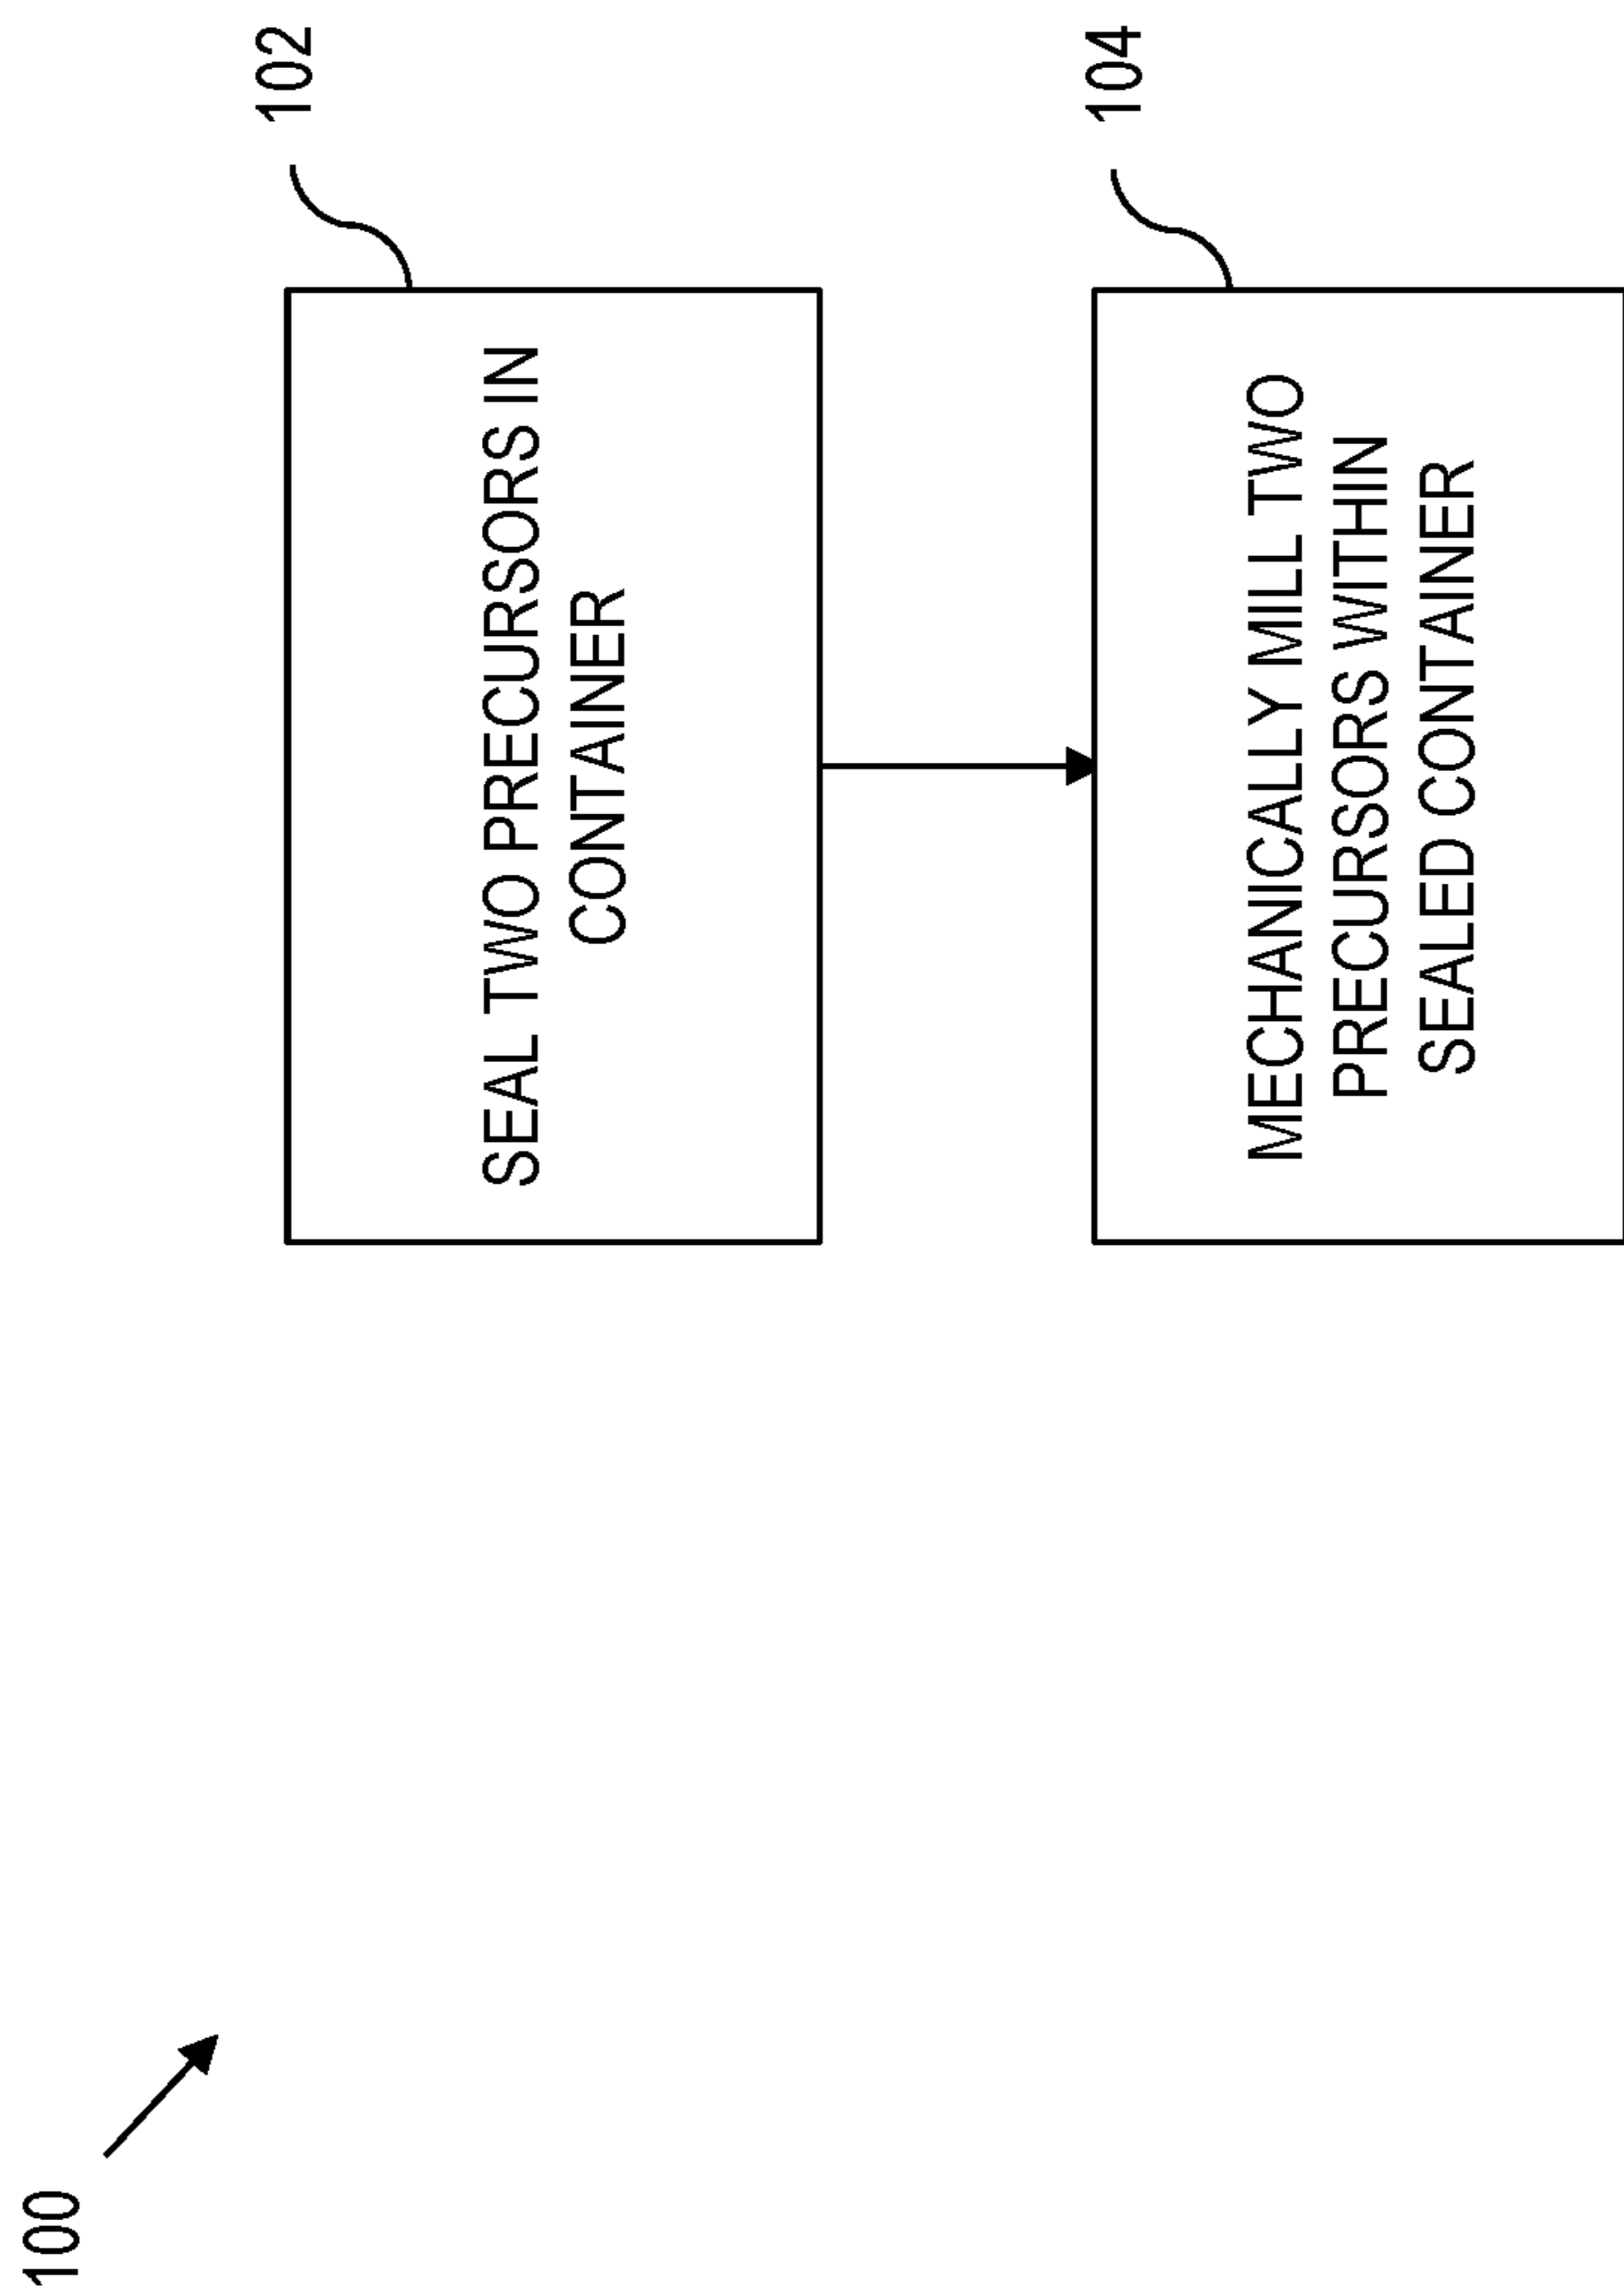 100
102
SEAL TWO PRECURSORS IN
CONTAINER
104
MECHANICALLY MILL TWO
PRECURSORS WITHIN
SEALED CONTAINER